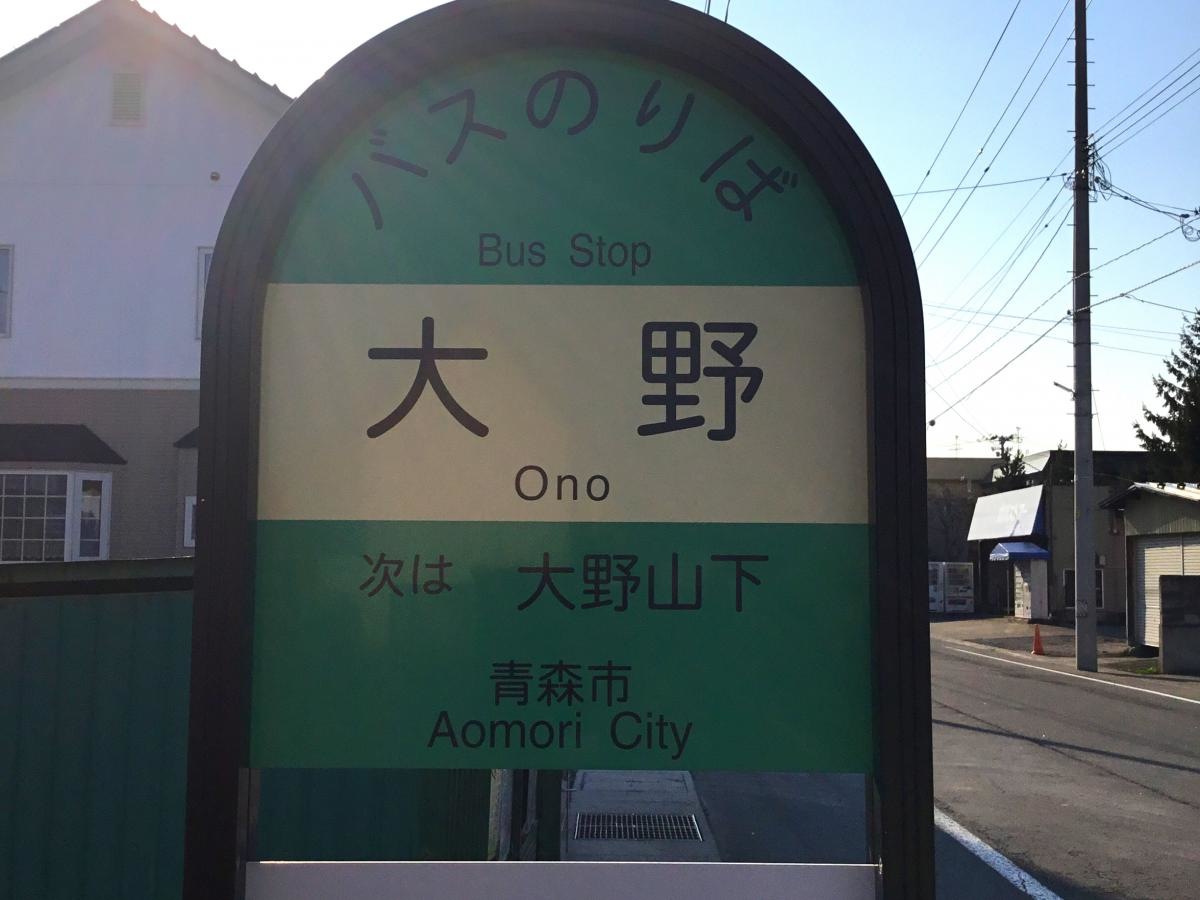 バスのりば
Bus Stop
大野
Ono
次は 大野山下
青森市
Aomori City